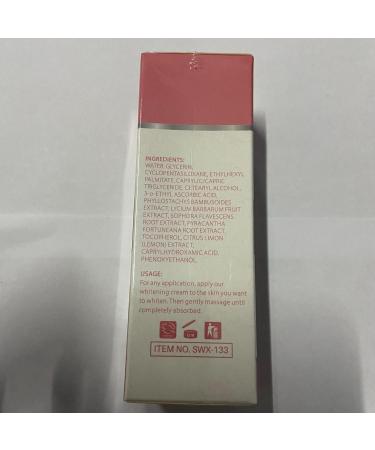 INGREDIENTS:
WATER, GLYCERIN,
CYCLOPENTASILOXANE, ETHYLHEXYL
PALMITATE, CAPRYLIC/CAPRIC
TRIGLYCERIDE, CETEARYL ALCOHOL,
3-o-ETHYL ASCORBIC ACID,
PHYLLOSTACHYS BAMBUSOIDES
EXTRACT, LYCIUM BARBARUM FRUIT
EXTRACT, SOPHORA FLAVESCENS
ROOT EXTRACT, PYRACANTHA
FORTUNEANA ROOT EXTRACT,
TOCOPHEROL, CITRUS LIMON
(LEMON) EXTRACT,
CAPRYLHYDROXAMIC ACID,
PHENOXYETHANOL.
USAGE:
For any application, apply our
whitening cream to the skin you want
to whitan. Then gently massage until
completely absorbed.
ITEM NO. SWX-133